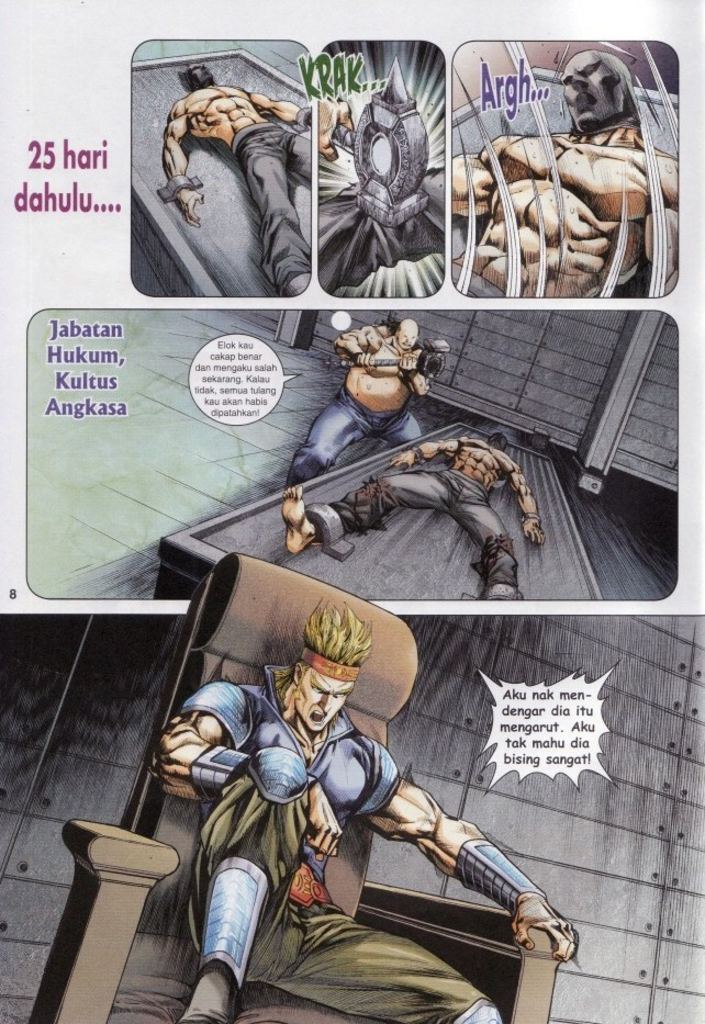 25 hari
dahulu....
KRAK...
Argh...
Jabatan
Hukum,
Kultus
Angkasa
Elok kau
cakap benar
dan mengaku salah
sekarang. Kalau
tidak, semua tulang
kau akan habis
dipatahkan!
8
Aku nak men-
dengar dia itu
mengarut. Aku
tak mahu dia
bising sangat!